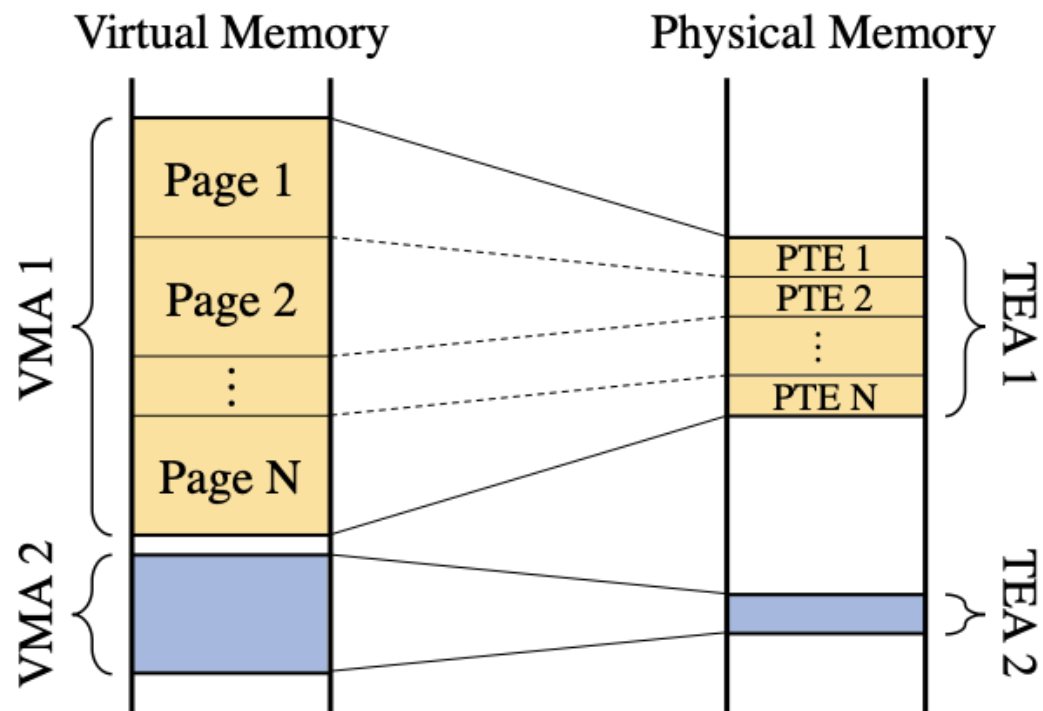 Virtual Memory
Physical Memory
VMA 1
Page 1
Page 2
⋮
Page N
PTE 1
PTE 2
⋮
PTE N
TEA 1
VMA 2
TEA 2